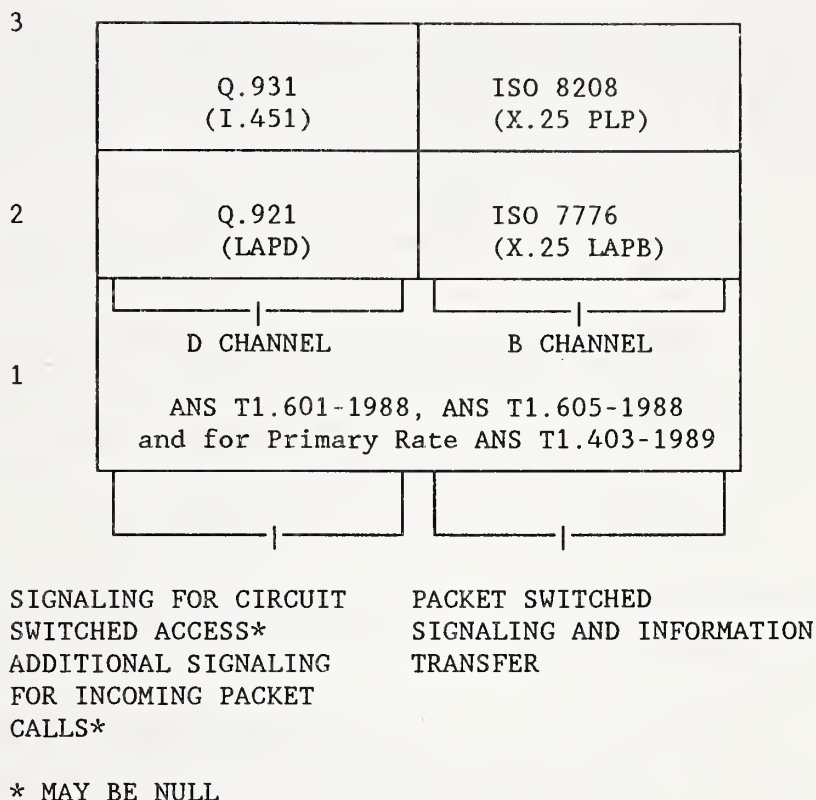 3
Q.931 ISO 8208
(I.451) (X.25 PLP)
2
Q.921 ISO 7776
(LAPD) (X.25 LAPB)
D CHANNEL B CHANNEL
1
ANS T1.601-1988, ANS T1.605-1988
and for Primary Rate ANS T1.403-1989
SIGNALING FOR CIRCUIT
SWITCHED ACCESS*
ADDITIONAL SIGNALING
FOR INCOMING PACKET
CALLS*
PACKET SWITCHED
SIGNALING AND INFORMATION
TRANSFER
* MAY BE NULL